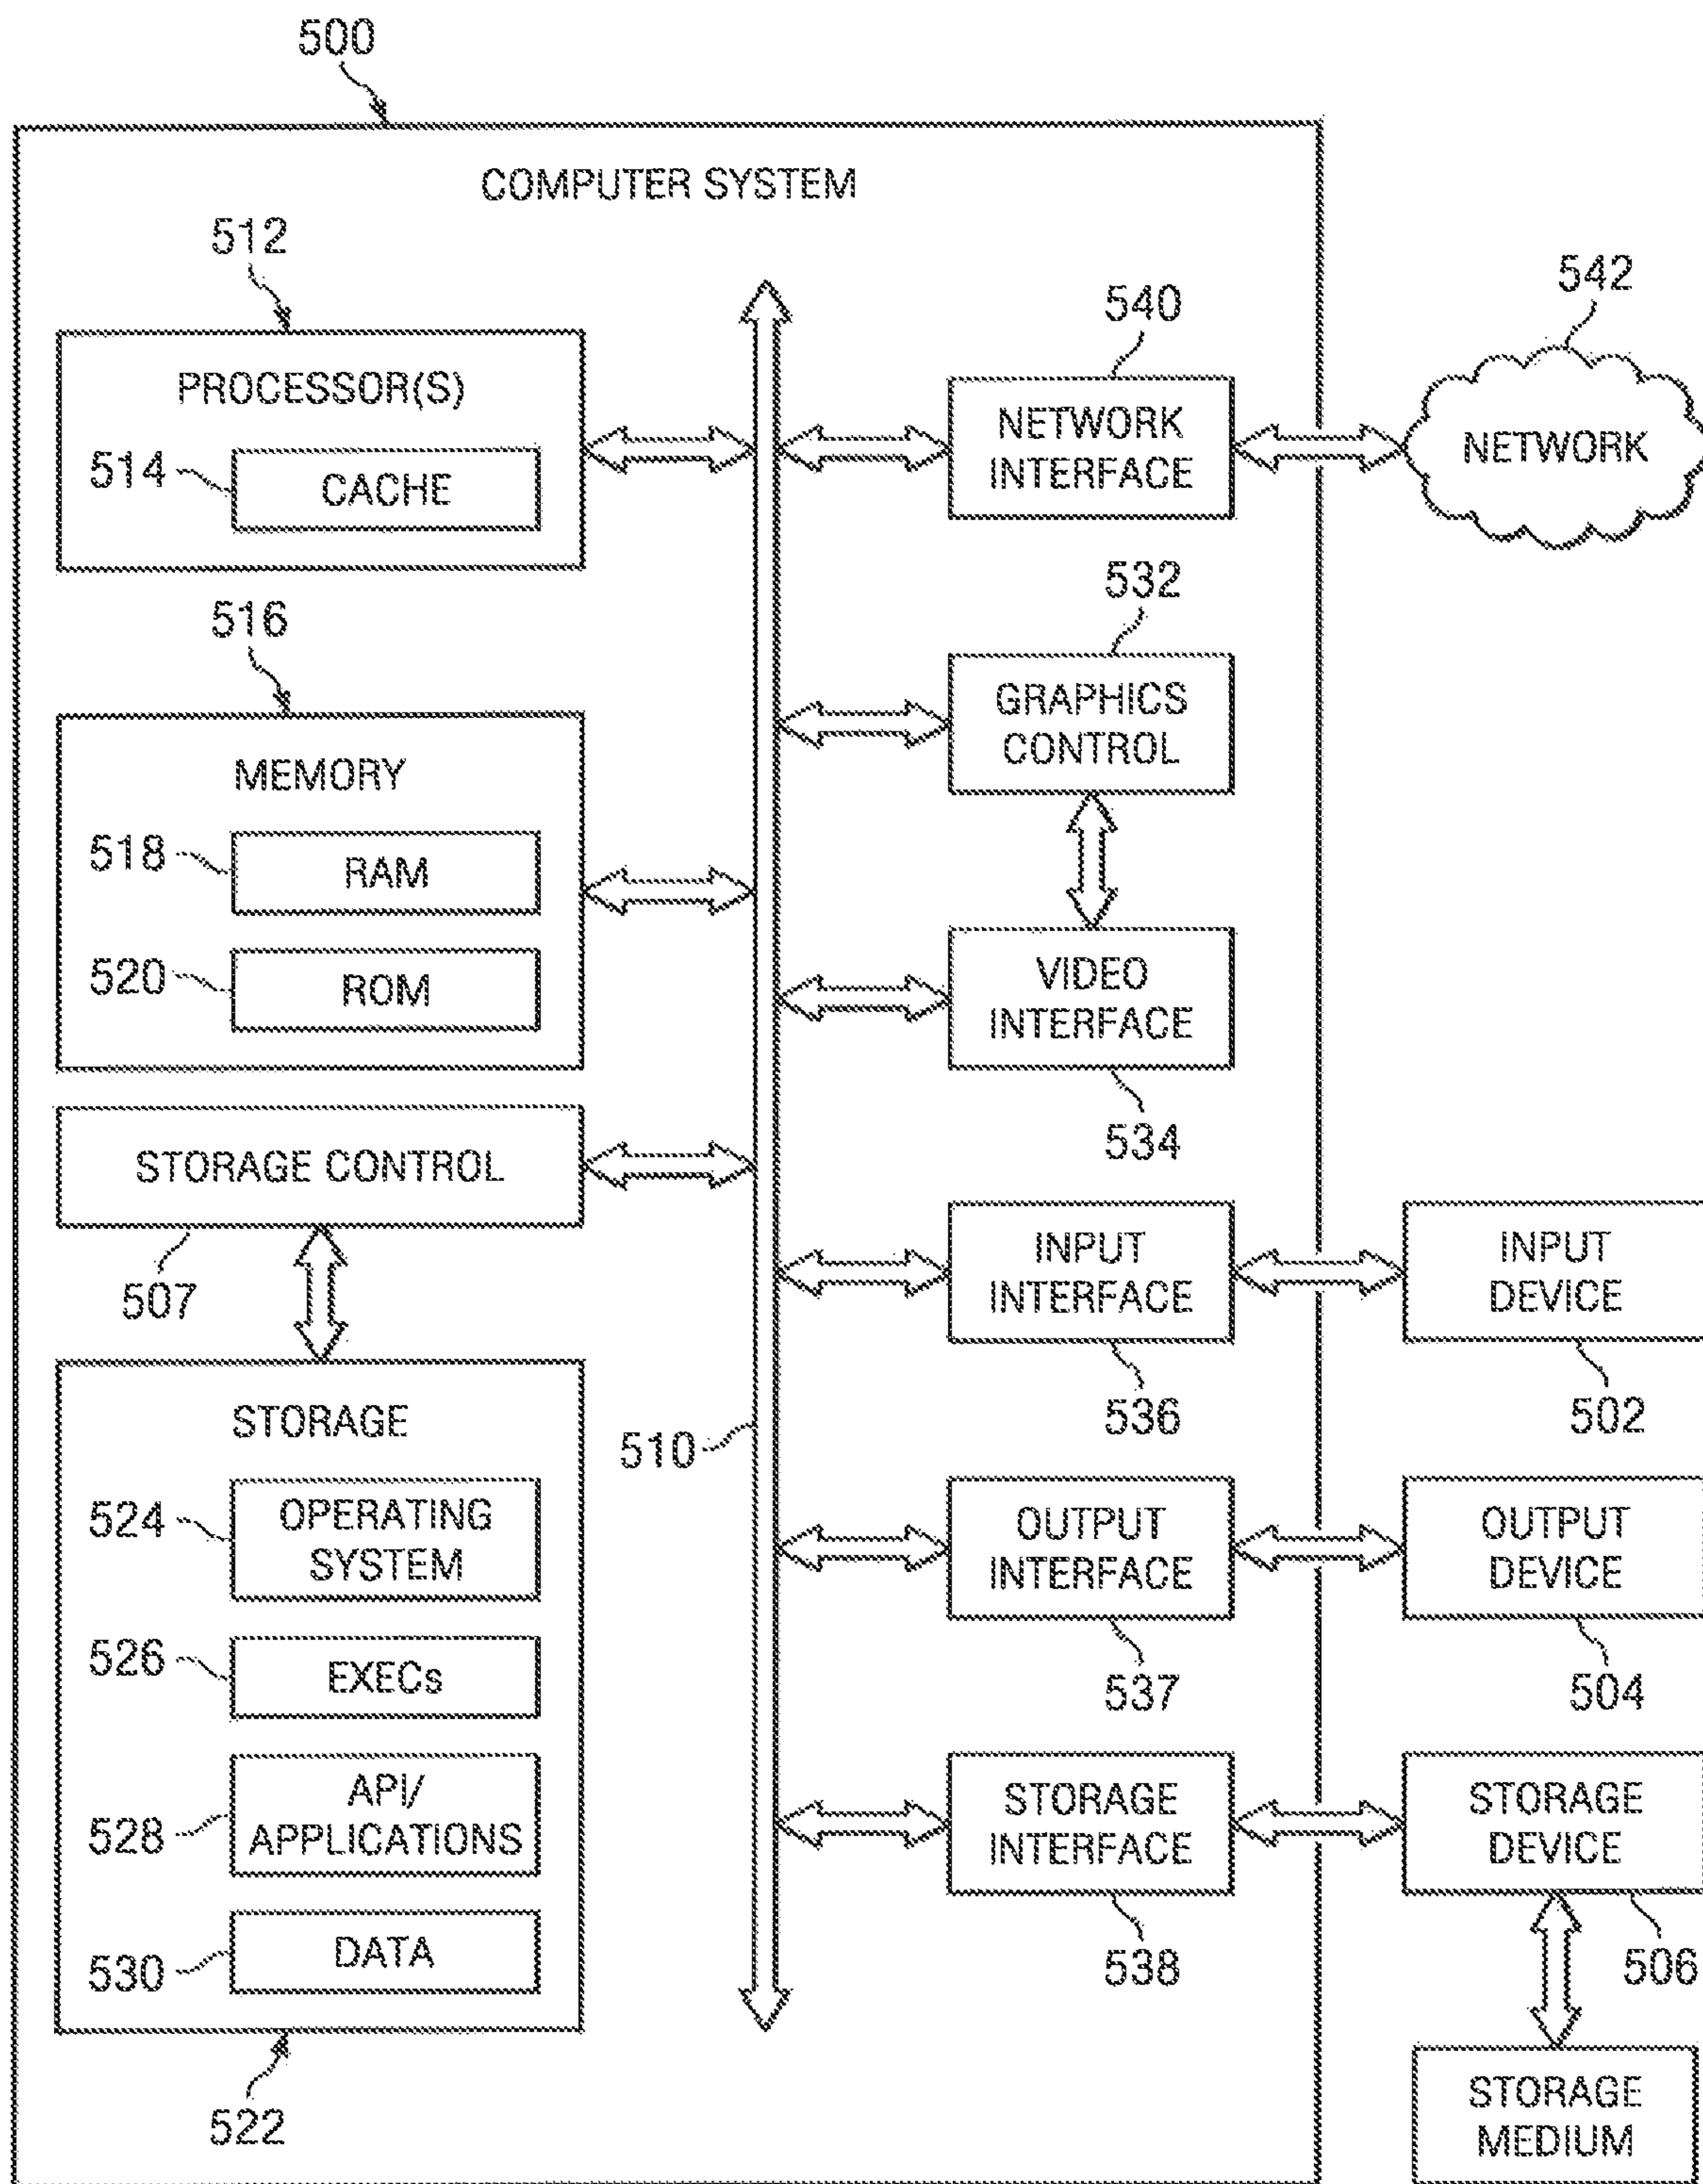 500
COMPUTER SYSTEM
512
PROCESSOR(S)
514
CACHE
516
MEMORY
518
RAM
520
ROM
STORAGE CONTROL
507
STORAGE
524
OPERATING
SYSTEM
526
EXECs
528
API/
APPLICATIONS
530
DATA
522
510
540
NETWORK
INTERFACE
542
NETWORK
532
GRAPHICS
CONTROL
VIDEO
INTERFACE
534
INPUT
INTERFACE
536
INPUT
DEVICE
502
OUTPUT
INTERFACE
537
OUTPUT
DEVICE
504
STORAGE
INTERFACE
538
STORAGE
DEVICE
506
STORAGE
MEDIUM